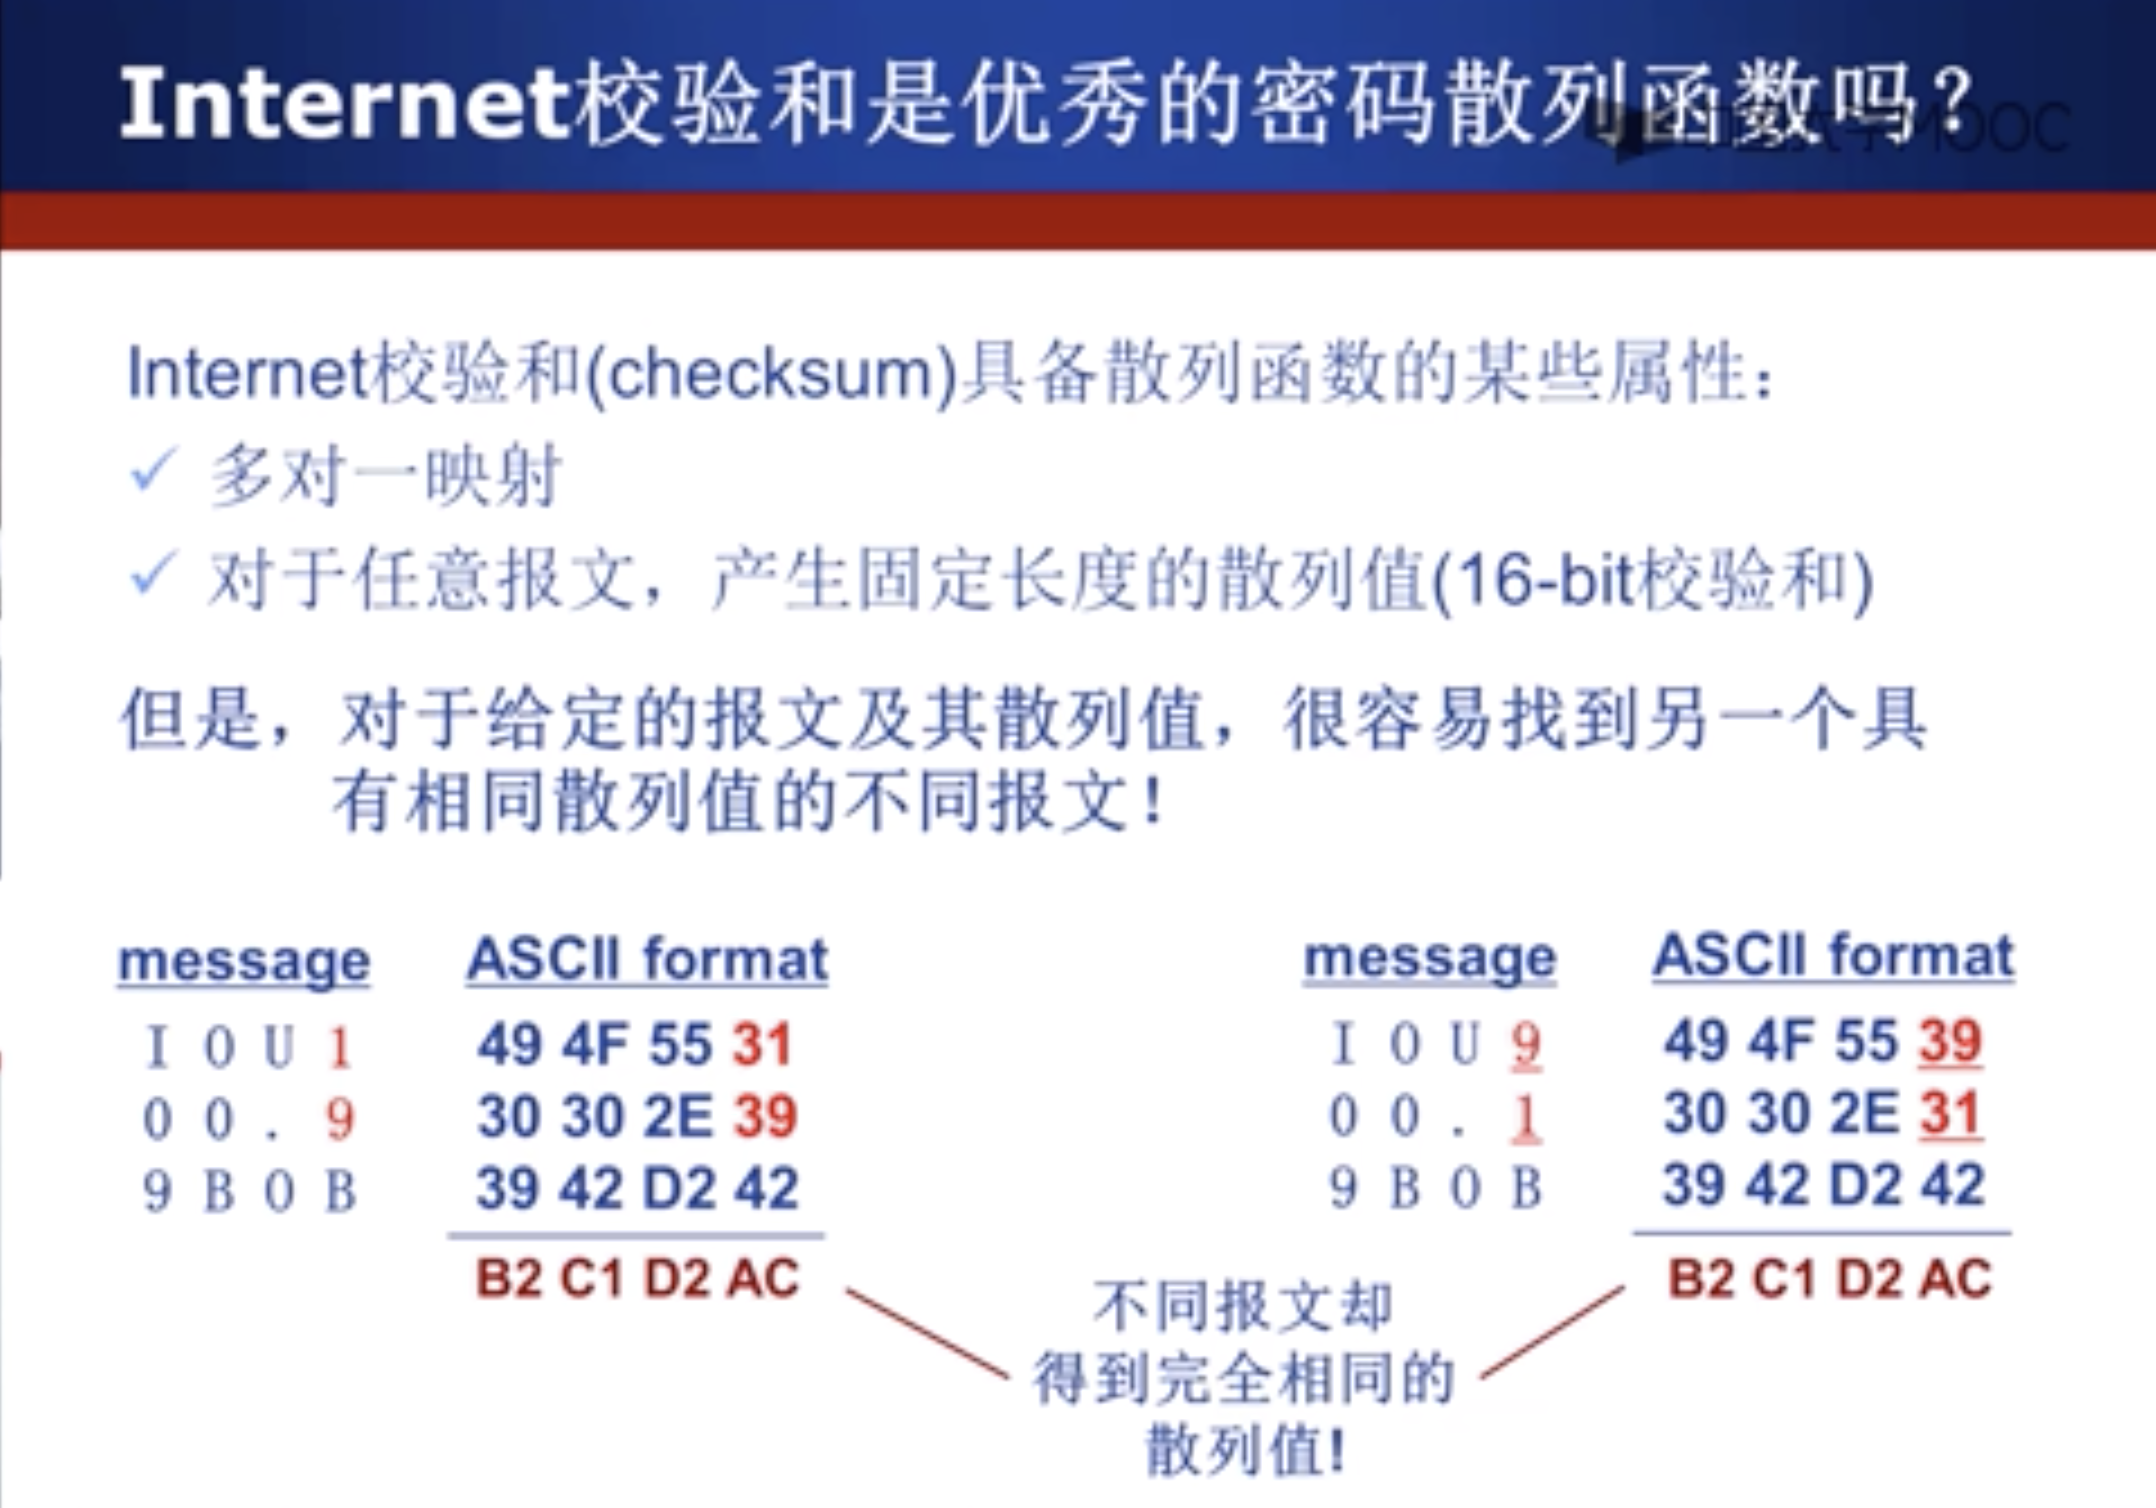 Internet校验和是优秀的密码散列函数吗？
Internet校验和(checksum)具备散列函数的某些属性：
✓ 多对一映射
✓ 对于任意报文，产生固定长度的散列值(16-bit校验和)
但是，对于给定的报文及其散列值，很容易找到另一个具
有相同散列值的不同报文！
message ASCII format
I O U 1 49 4F 55 31
0 0 . 9 30 30 2E 39
9 B O B 39 42 D2 42
B2 C1 D2 AC
message ASCII format
I O U 9 49 4F 55 39
0 0 . 1 30 30 2E 31
9 B O B 39 42 D2 42
B2 C1 D2 AC
不同报文却
得到完全相同的
散列值!
中国大学MOOC